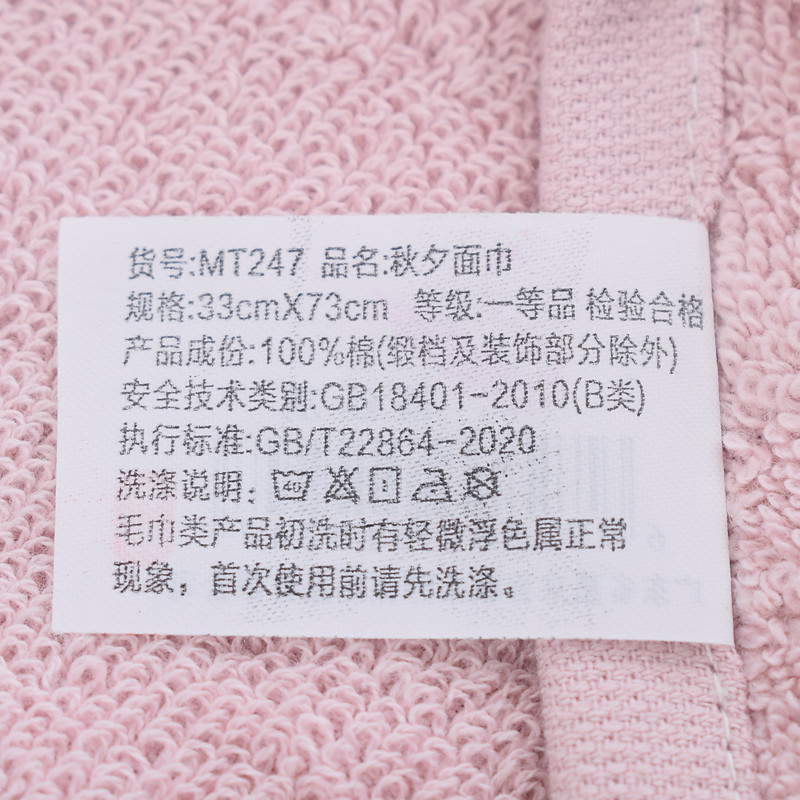 货号:MT247 品名:秋夕面巾
规格:33cmX73cm 等级:一等品 检验合格
产品成份:100%棉(缎档及装饰部分除外)
安全技术类别:GB18401-2010(B类)
执行标准:GB/T22864-2020
洗涤说明:
毛巾类产品初洗时有轻微浮色属正常
现象，首次使用前请先洗涤。